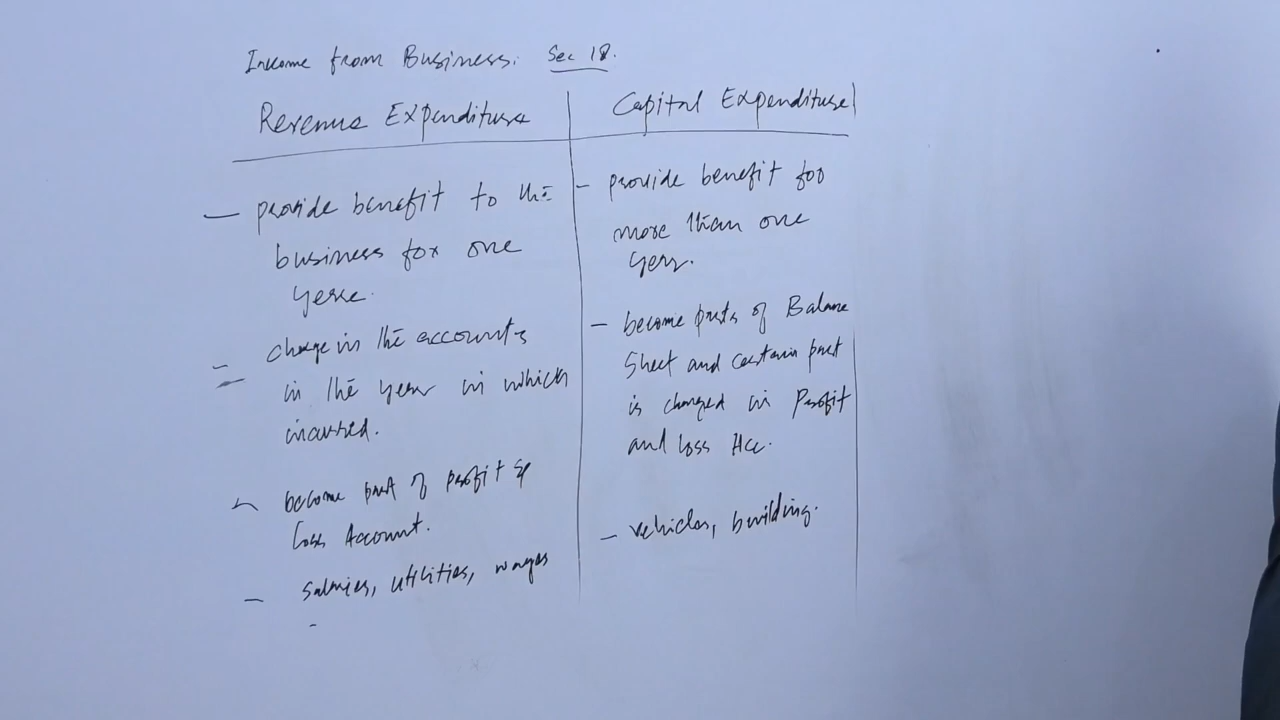 Income from Business. Sec 18.
Revenue Expenditure
Capital Expenditure
- provide benefit to the
business for one
year.
- charge in the accounts
in the year in which
incurred.
- become part of profit &
Loss Account.
- Salaries, utilities, wages
-
- provide benefit for
more than one
year.
- become parts of Balance
Sheet and certain part
is charged in Profit
and Loss Acc.
- vehicles, building.